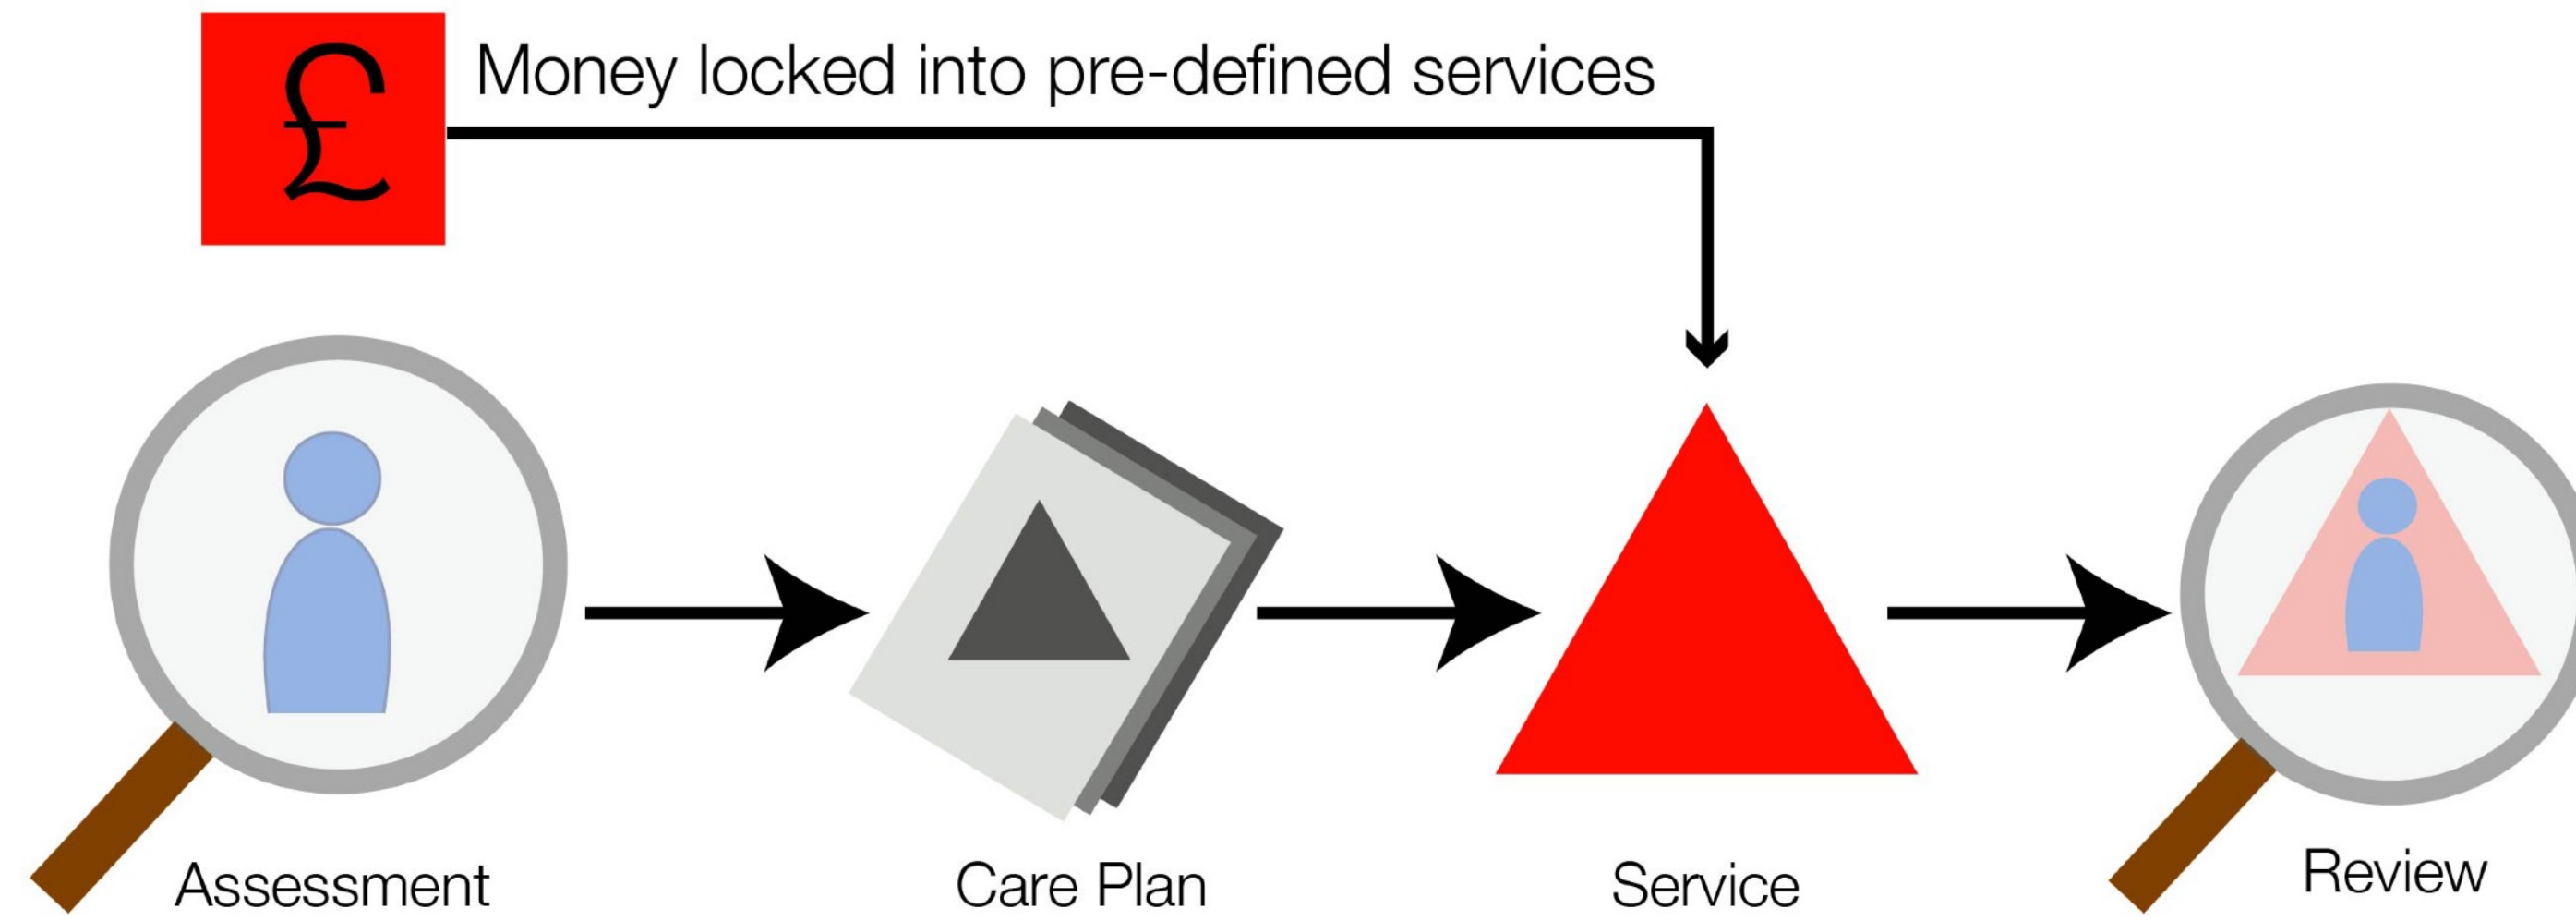 £
Money locked into pre-defined services
Assessment
Care Plan
Service
Review